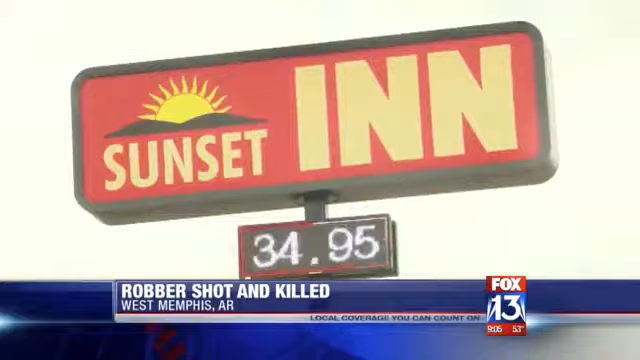 SUNSET INN
34.95
ROBBER SHOT AND KILLED
WEST MEMPHIS, AR
LOCAL COVERAGE YOU CAN COUNT ON
FOX
13
9:05 53°